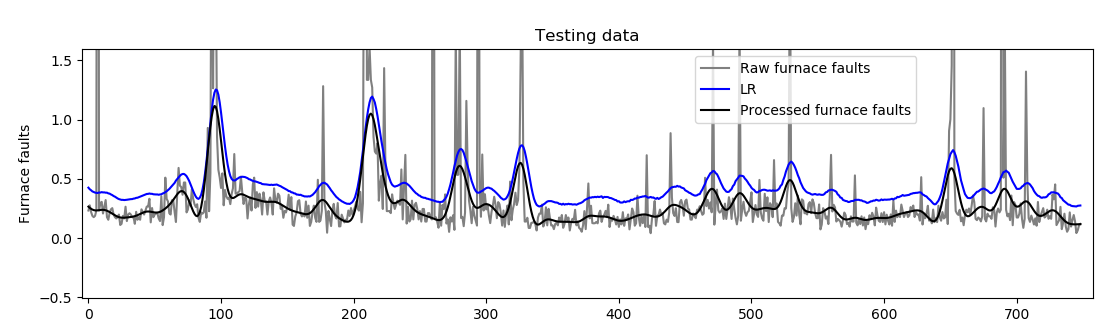 Testing data
1.5
1.0
0.5
0.0
−0.5
Furnace faults
Raw furnace faults
LR
Processed furnace faults
0 100 200 300 400 500 600 700